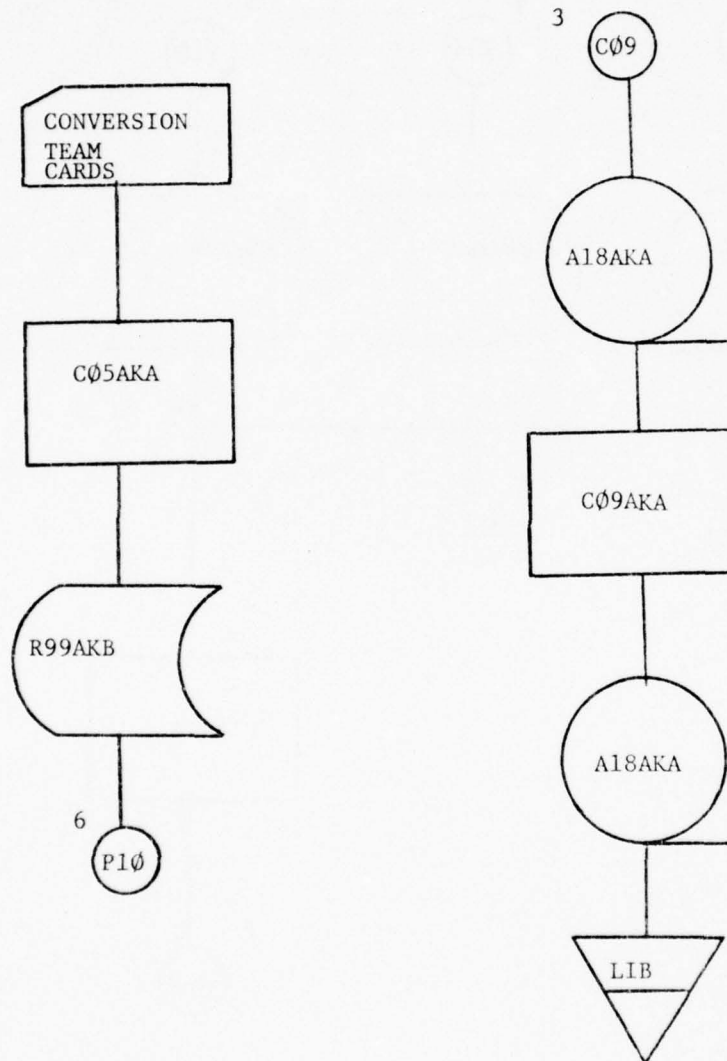 CONVERSION
TEAM
CARDS
CØ5AKA
R99AKB
6
P1Ø
3
CØ9
A18AKA
CØ9AKA
A18AKA
LIB